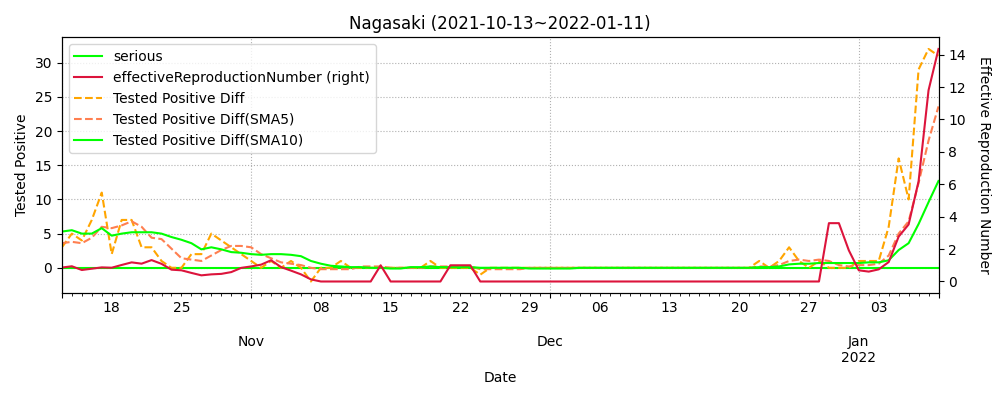 Nagasaki (2021-10-13~2022-01-11)
serious
effectiveReproductionNumber (right)
Tested Positive Diff
Tested Positive Diff(SMA5)
Tested Positive Diff(SMA10)
Tested Positive
30
25
20
15
10
5
0
Effective Reproduction Number
14
12
10
8
6
4
2
0
18 25 08 15 22 29 06 13 20 27 03
Nov Dec Jan
2022
Date